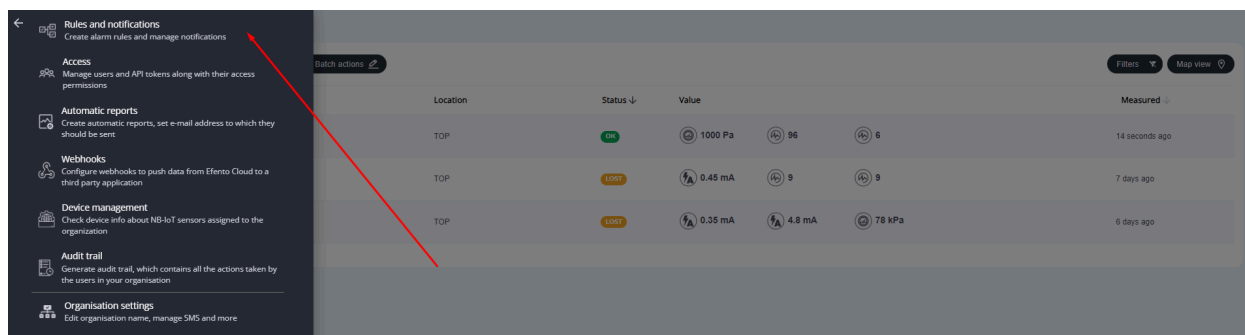 Rules and notifications
Create alarm rules and manage notifications
Access
Manage users and API tokens along with their access
permissions
Automatic reports
Create automatic reports, set e-mail address to which they
should be sent
Webhooks
Configure webhooks to push data from Efento Cloud to a
third party application
Device management
Check device info about NB-IoT sensors assigned to the
organization
Audit trail
Generate audit trail, which contains all the actions taken by
the users in your organisation
Organisation settings
Edit organisation name, manage SMS and more
Batch actions
Filters
Map view
Location Status Value Measured
TOP OK 1000 Pa 96 6 14 seconds ago
TOP LOST 0.45 mA 9 9 7 days ago
TOP LOST 0.35 mA 4.8 mA 78 kPa 6 days ago